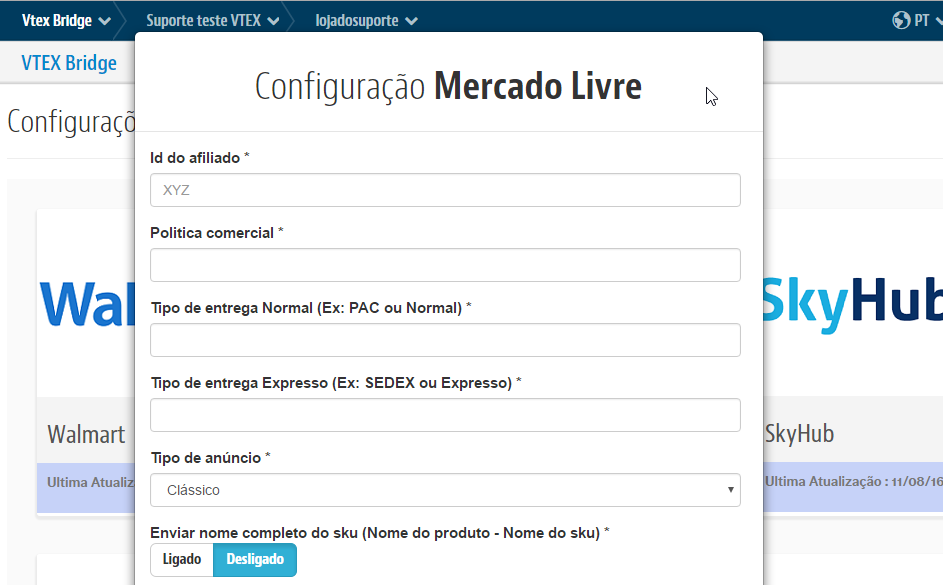 Vtex Bridge Suporte teste VTEX lojadosuporte PT
VTEX Bridge
Configuração Mercado Livre
Configuraçõ
Id do afiliado *
XYZ
Politica comercial *
Tipo de entrega Normal (Ex: PAC ou Normal) *
Tipo de entrega Expresso (Ex: SEDEX ou Expresso) *
Tipo de anúncio *
Clássico
Enviar nome completo do sku (Nome do produto - Nome do sku) *
Ligado Desligado
Wal
Walmart
Ultima Atualiz
SkyHub
SkyHub
Ultima Atualização : 11/08/16